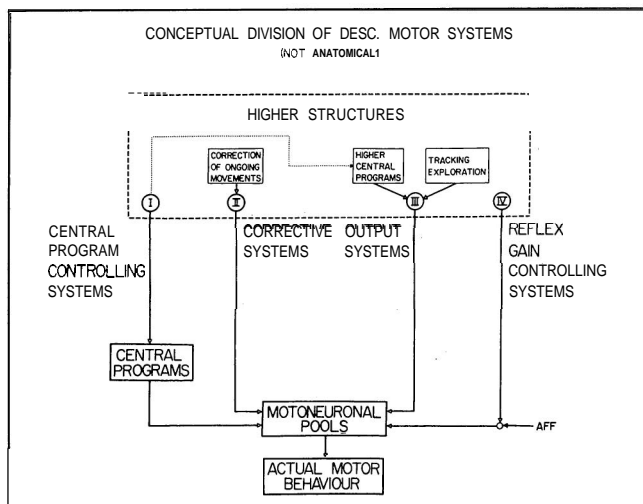 CONCEPTUAL DIVISION OF DESC. MOTOR SYSTEMS
(NOT ANATOMICAL1
HIGHER STRUCTURES
CORRECTION
OF ONGOING
MOVEMENTS
HIGHER
CENTRAL
PROGRAMS
TRACKING
EXPLORATION
I
II
III
IV
CENTRAL
PROGRAM
CONTROLLING
SYSTEMS
CORRECTIVE
SYSTEMS
OUTPUT
SYSTEMS
REFLEX
GAIN
CONTROLLING
SYSTEMS
CENTRAL
PROGRAMS
MOTONEURONAL
POOLS
AFF
ACTUAL MOTOR
BEHAVIOUR